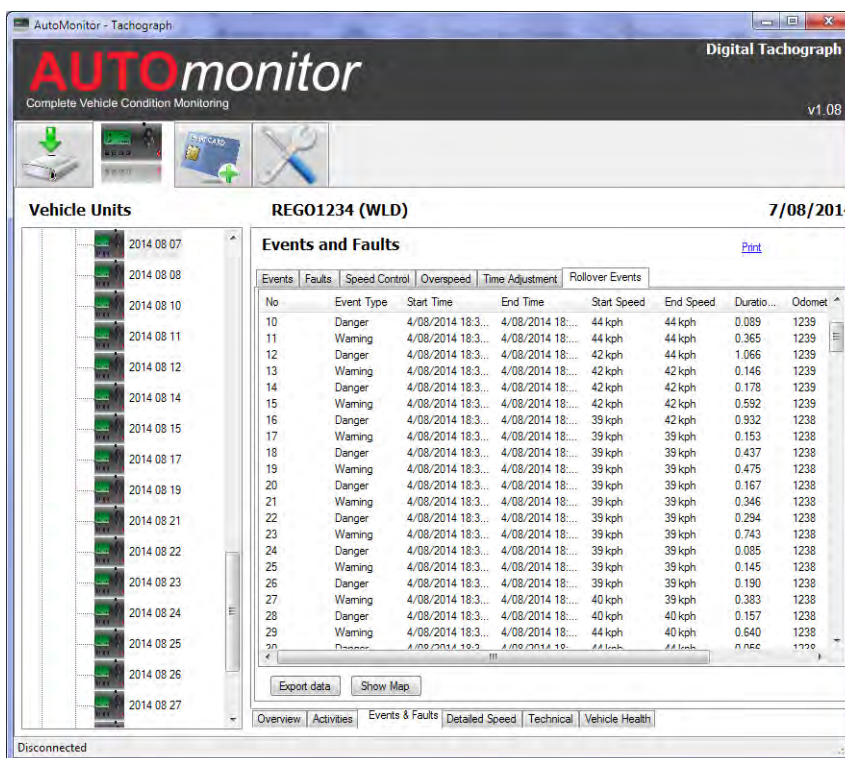 AutoMonitor - Tachograph
AUTOmonitor
Complete Vehicle Condition Monitoring
Digital Tachograph
v1.08
Vehicle Units
REGO1234 (WLD)
7/08/201
2014 08 07
2014 08 08
2014 08 10
2014 08 11
2014 08 12
2014 08 14
2014 08 15
2014 08 17
2014 08 19
2014 08 21
2014 08 22
2014 08 23
2014 08 24
2014 08 25
2014 08 26
2014 08 27
Events and Faults
Print
Events Faults Speed Control Overspeed Time Adjustment Rollover Events
No Event Type Start Time End Time Start Speed End Speed Duratio... Odomet
10 Danger 4/08/2014 18:3... 4/08/2014 18:... 44 kph 44 kph 0.089 1239
11 Warning 4/08/2014 18:3... 4/08/2014 18:... 44 kph 44 kph 0.365 1239
12 Danger 4/08/2014 18:3... 4/08/2014 18:... 42 kph 44 kph 1.066 1239
13 Warning 4/08/2014 18:3... 4/08/2014 18:... 42 kph 42 kph 0.146 1239
14 Danger 4/08/2014 18:3... 4/08/2014 18:... 42 kph 42 kph 0.178 1239
15 Warning 4/08/2014 18:3... 4/08/2014 18:... 42 kph 42 kph 0.592 1239
16 Danger 4/08/2014 18:3... 4/08/2014 18:... 39 kph 42 kph 0.932 1238
17 Warning 4/08/2014 18:3... 4/08/2014 18:... 39 kph 39 kph 0.153 1238
18 Danger 4/08/2014 18:3... 4/08/2014 18:... 39 kph 39 kph 0.437 1238
19 Warning 4/08/2014 18:3... 4/08/2014 18:... 39 kph 39 kph 0.475 1238
20 Danger 4/08/2014 18:3... 4/08/2014 18:... 39 kph 39 kph 0.167 1238
21 Warning 4/08/2014 18:3... 4/08/2014 18:... 39 kph 39 kph 0.346 1238
22 Danger 4/08/2014 18:3... 4/08/2014 18:... 39 kph 39 kph 0.294 1238
23 Warning 4/08/2014 18:3... 4/08/2014 18:... 39 kph 39 kph 0.743 1238
24 Danger 4/08/2014 18:3... 4/08/2014 18:... 39 kph 39 kph 0.085 1238
25 Warning 4/08/2014 18:3... 4/08/2014 18:... 39 kph 39 kph 0.145 1238
26 Danger 4/08/2014 18:3... 4/08/2014 18:... 39 kph 39 kph 0.190 1238
27 Warning 4/08/2014 18:3... 4/08/2014 18:... 40 kph 39 kph 0.383 1238
28 Danger 4/08/2014 18:3... 4/08/2014 18:... 40 kph 40 kph 0.157 1238
29 Warning 4/08/2014 18:3... 4/08/2014 18:... 44 kph 40 kph 0.640 1238
Export data Show Map
Overview Activities Events & Faults Detailed Speed Technical Vehicle Health
Disconnected